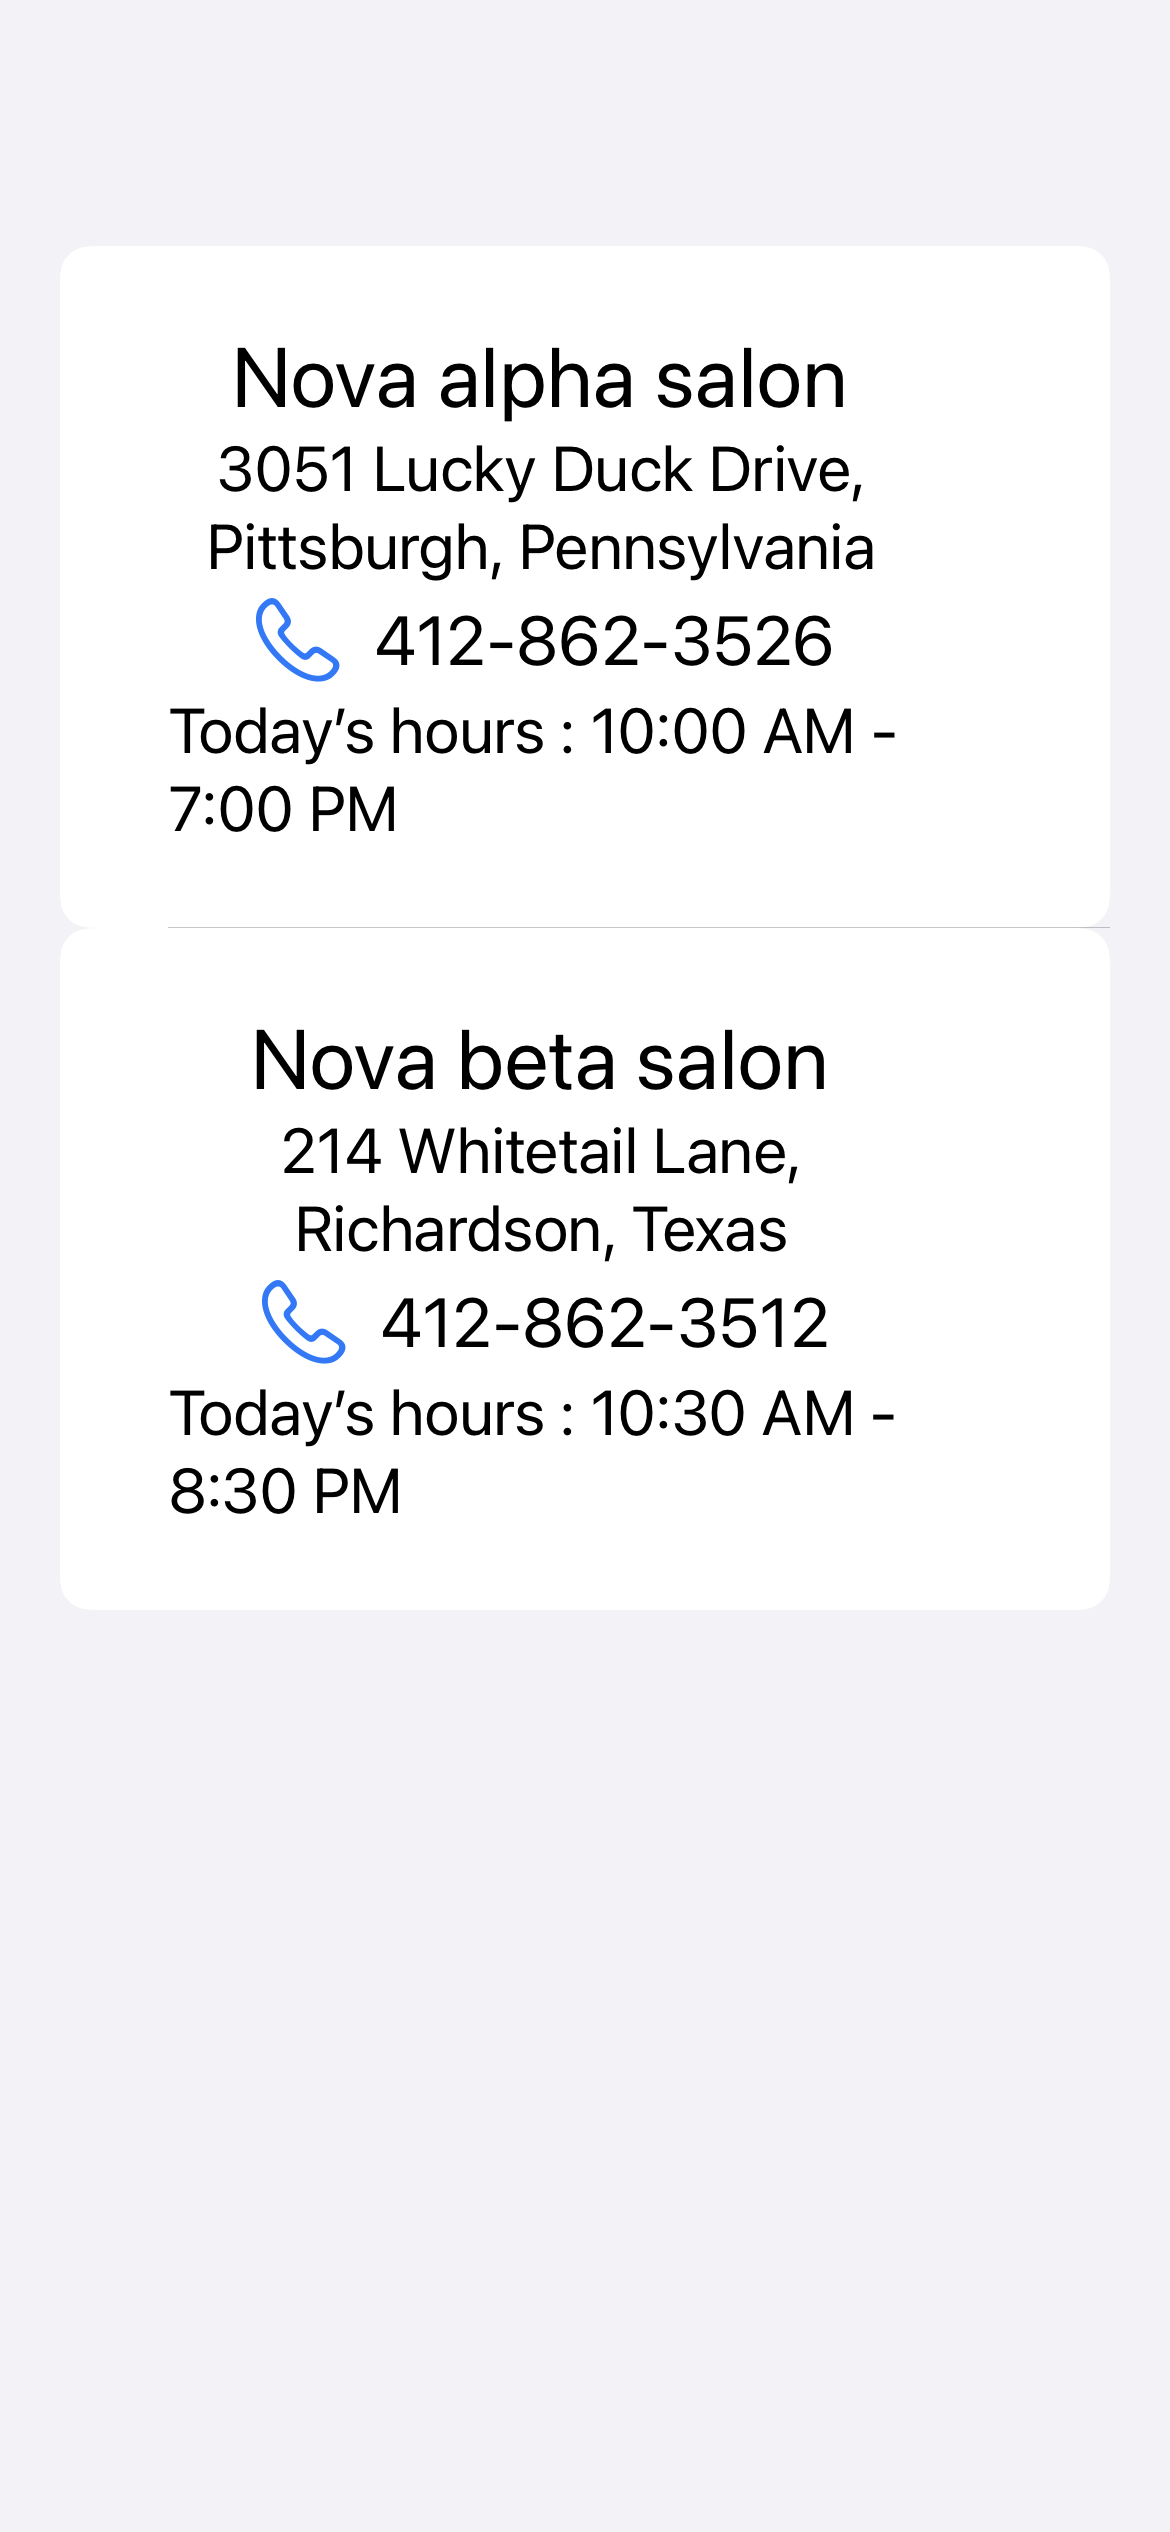 Nova alpha salon
3051 Lucky Duck Drive,
Pittsburgh, Pennsylvania
412-862-3526
Today’s hours : 10:00 AM -
7:00 PM
Nova beta salon
214 Whitetail Lane,
Richardson, Texas
412-862-3512
Today’s hours : 10:30 AM -
8:30 PM